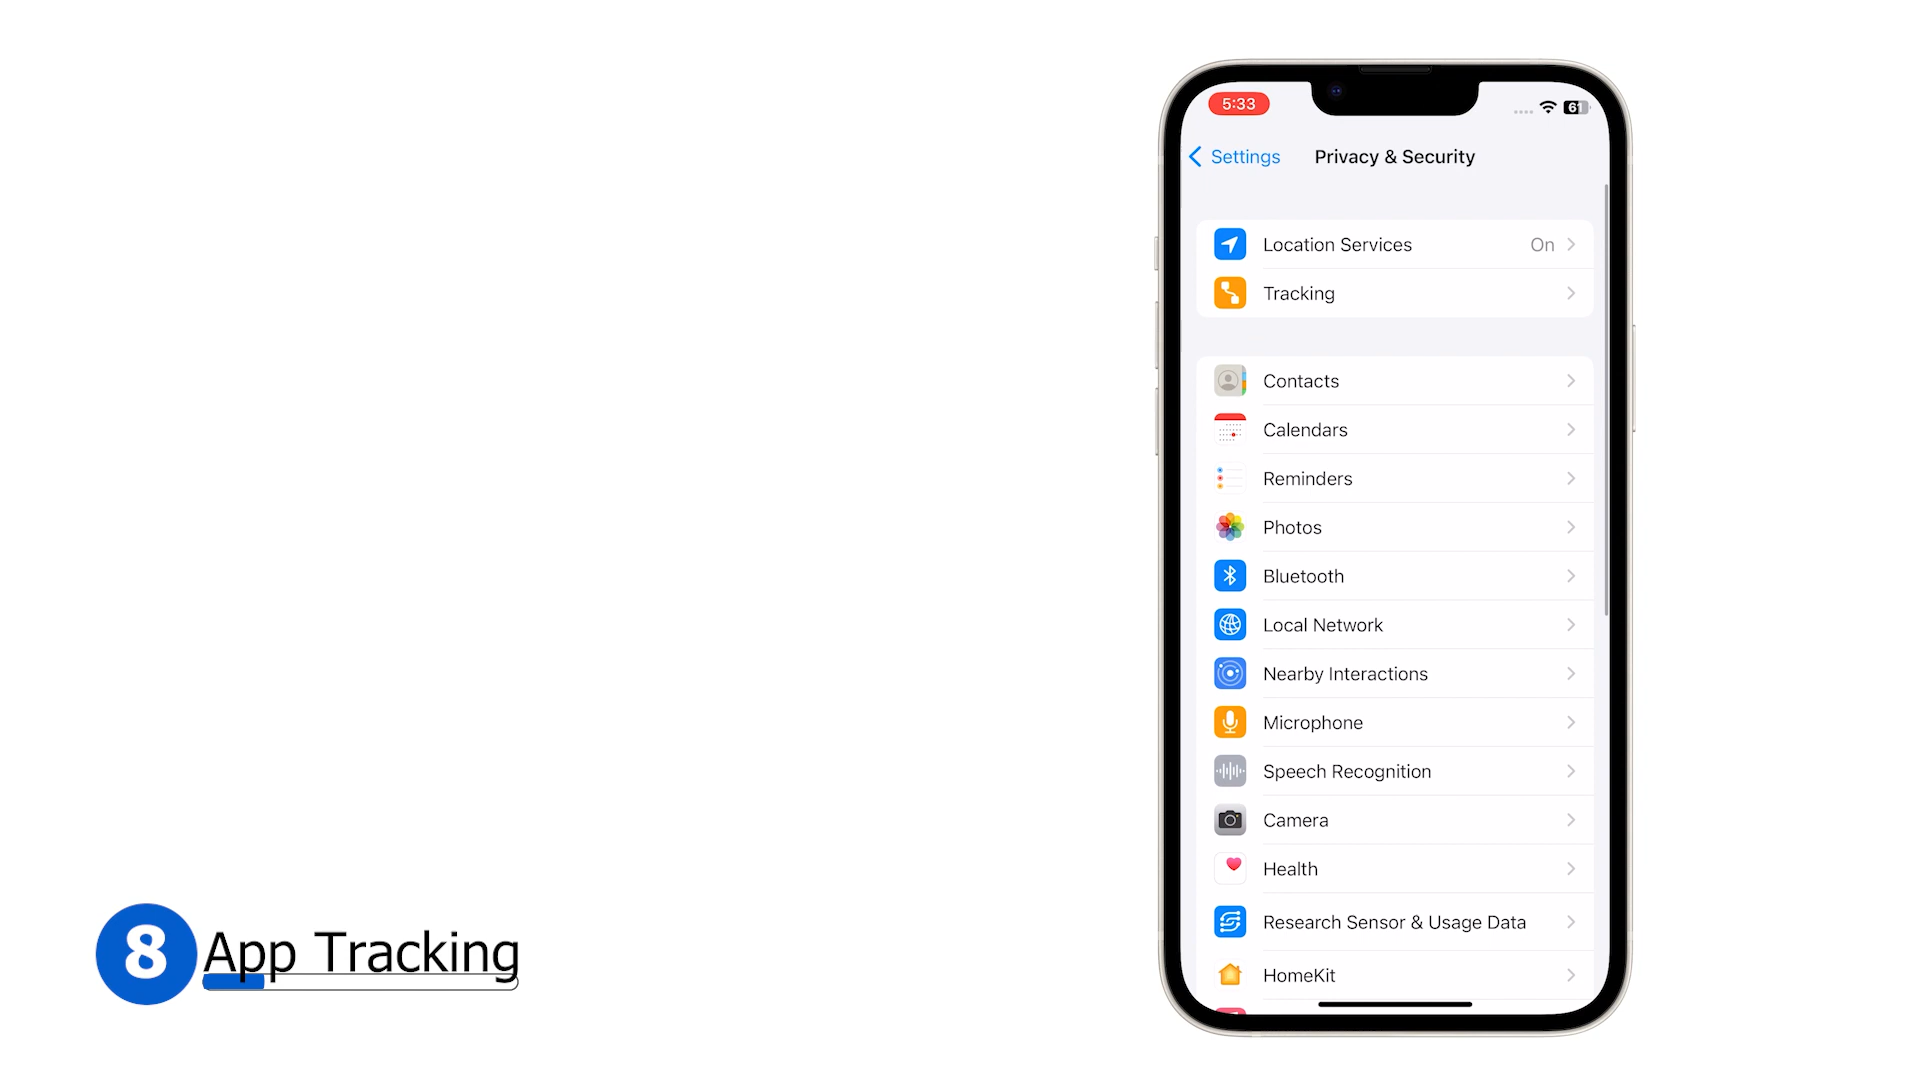 5:33
61
Settings
Privacy & Security
Location Services
On
Tracking
Contacts
Calendars
Reminders
Photos
Bluetooth
Local Network
Nearby Interactions
Microphone
Speech Recognition
Camera
Health
Research Sensor & Usage Data
HomeKit
8
App Tracking